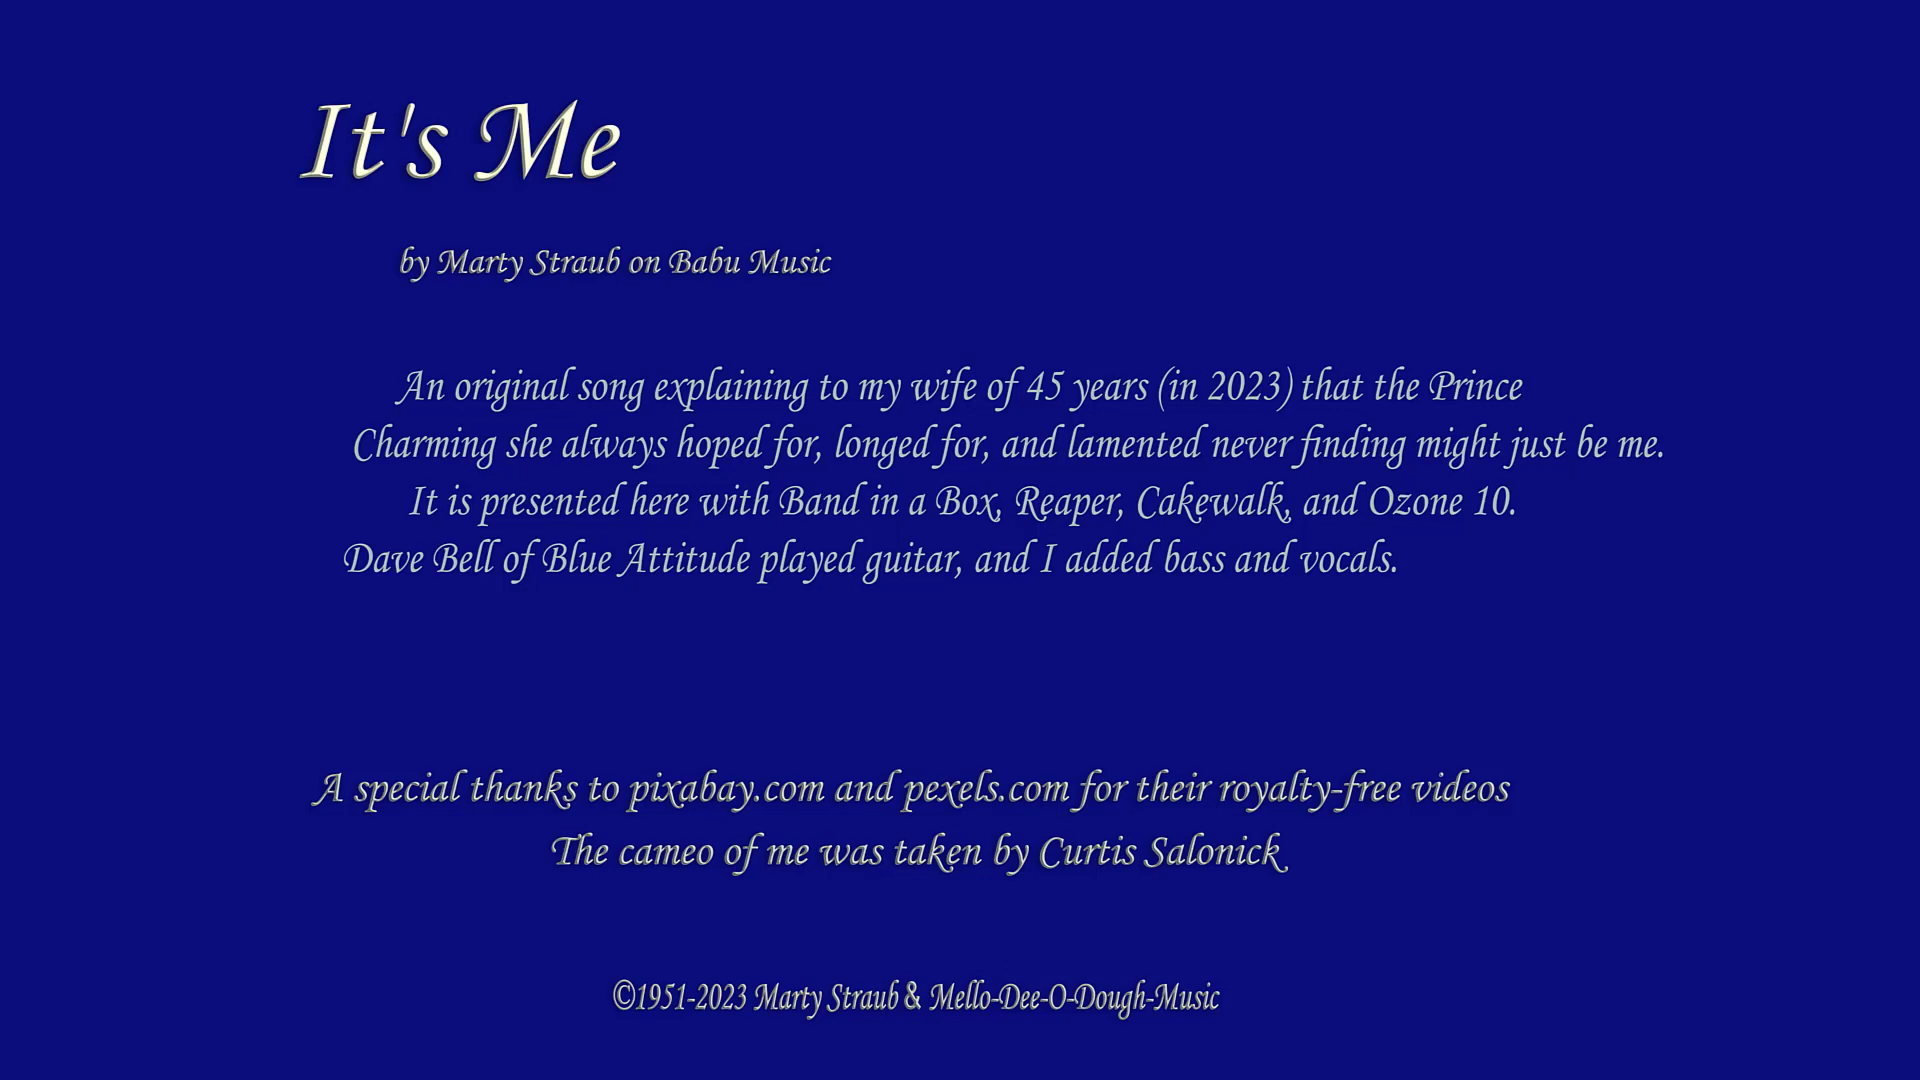 It's Me
by Marty Straub on Babu Music
An original song explaining to my wife of 45 years (in 2023) that the Prince
Charming she always hoped for, longed for, and lamented never finding might just be me.
It is presented here with Band in a Box, Reaper, Cakewalk, and Ozone 10.
Dave Bell of Blue Attitude played guitar, and I added bass and vocals.
A special thanks to pixabay.com and pexels.com for their royalty-free videos
The cameo of me was taken by Curtis Salonick
©1951-2023 Marty Straub & Mello-Dee-O-Dough-Music